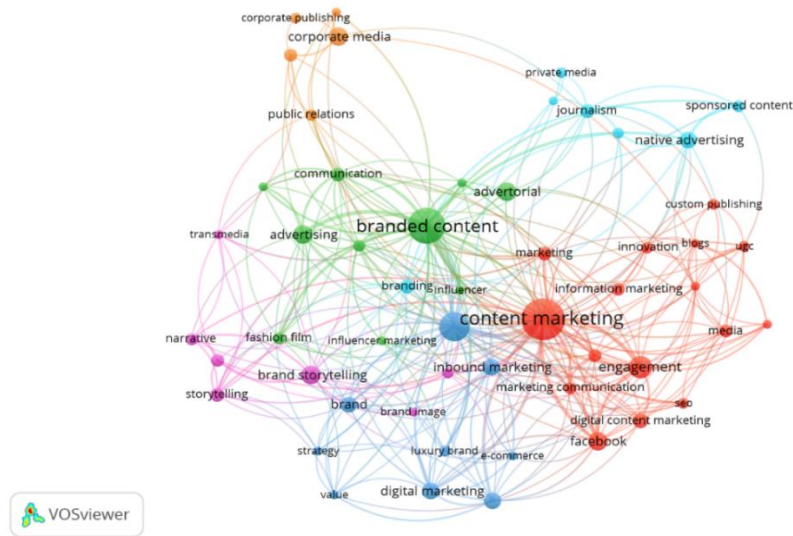 corporate publishing
corporate media
private media
journalism
sponsored content
public relations
native advertising
communication
advertorial
custom publishing
branded content
transmedia
advertising
marketing
innovation
blogs
ugc
branding
influencer
information marketing
content marketing
media
narrative
fashion film
influencer marketing
brand storytelling
inbound marketing
engagement
marketing communication
storytelling
brand
brand image
seo
digital content marketing
facebook
strategy
luxury brand
e-commerce
value
digital marketing
VOSviewer